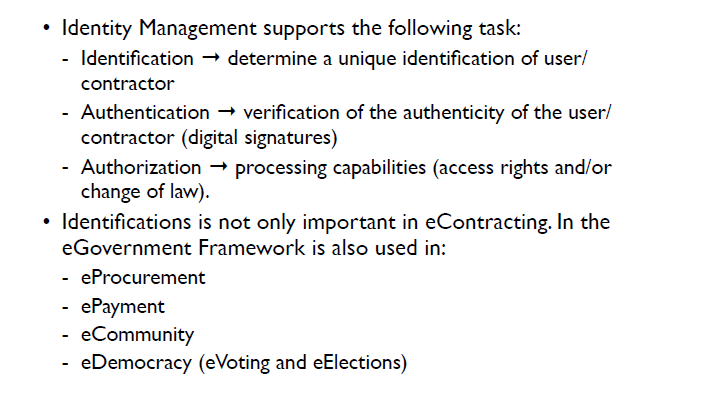 • Identity Management supports the following task:
- Identification → determine a unique identification of user/
contractor
- Authentication → verification of the authenticity of the user/
contractor (digital signatures)
- Authorization → processing capabilities (access rights and/or
change of law).
• Identifications is not only important in eContracting. In the
eGovernment Framework is also used in:
- eProcurement
- ePayment
- eCommunity
- eDemocracy (eVoting and eElections)